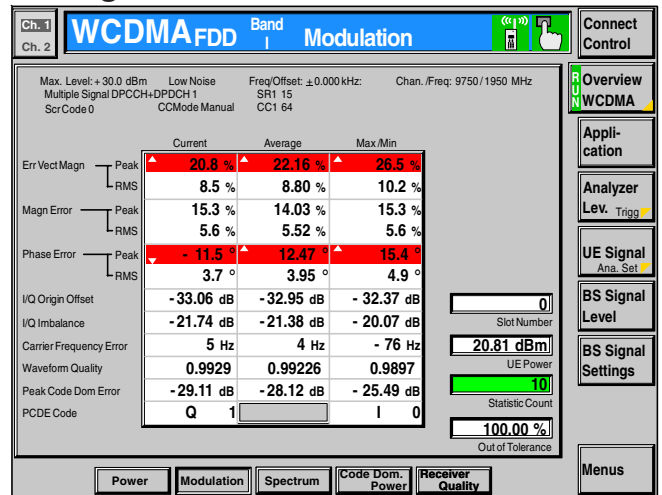 Ch. 1
Ch. 2
WCDMA FDD Band I Modulation
Connect Control
Max. Level: + 30.0 dBm Low Noise Freq/Offset: ± 0.000 kHz: Chan. /Freq: 9750 / 1950 MHz
Multiple Signal DPCCH+DPDCH 1 SR1 15
Scr Code 0 CCMode Manual CC1 64
RUN
Overview WCDMA
Current Average Max /Min
Appli-cation
Err Vect Magn Peak 20.8 % 22.16 % 26.5 %
RMS 8.5 % 8.80 % 10.2 %
Analyzer Lev. Trigg
Magn Error Peak 15.3 % 14.03 % 15.3 %
RMS 5.6 % 5.52 % 5.6 %
Phase Error Peak - 11.5 ° 12.47 ° 15.4 °
RMS 3.7 ° 3.95 ° 4.9 °
UE Signal Ana. Set
I/Q Origin Offset - 33.06 dB - 32.95 dB - 32.37 dB
I/Q Imbalance - 21.74 dB - 21.38 dB - 20.07 dB
Carrier Frequency Error 5 Hz 4 Hz - 76 Hz
Waveform Quality 0.9929 0.99226 0.9897
Peak Code Dom Error - 29.11 dB - 28.12 dB - 25.49 dB
PCDE Code Q 1 I 0
0
Slot Number
20.81 dBm
UE Power
10
Statistic Count
100.00 %
Out of Tolerance
BS Signal Level
BS Signal Settings
Menus
Power Modulation Spectrum Code Dom. Power Receiver Quality